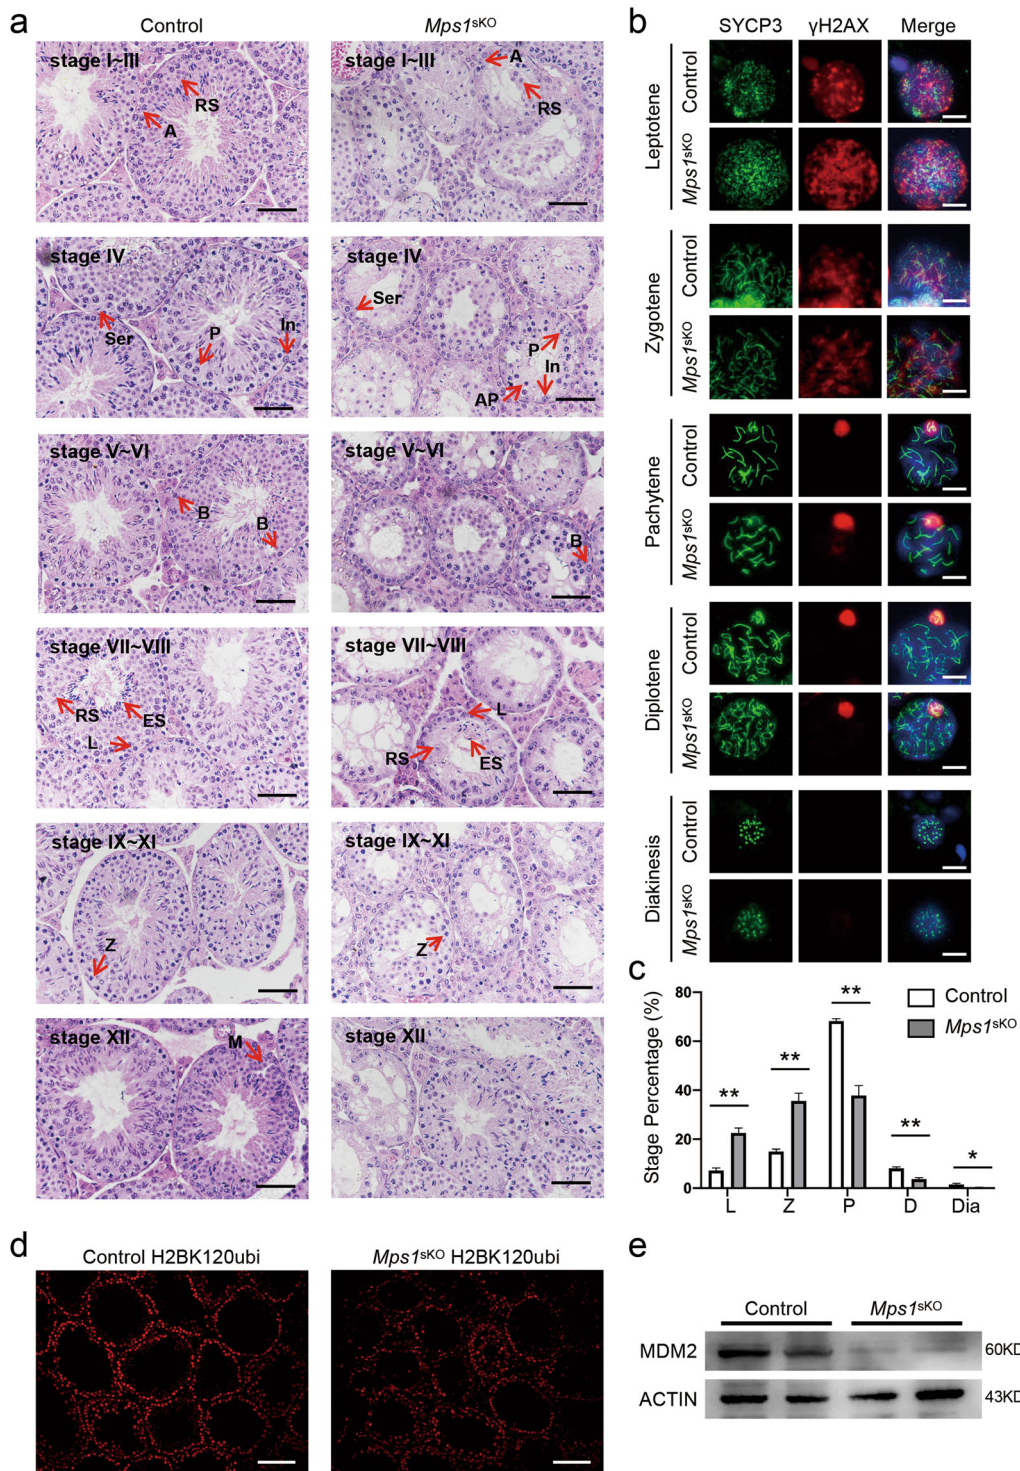 a
Control
Mps1sKO
stage I~III
RS
A
stage I~III
A
RS
stage IV
Ser
P
In
stage IV
Ser
P
In
AP
stage V~VI
B
B
stage V~VI
B
stage VII~VIII
RS
ES
L
stage VII~VIII
L
RS
ES
stage IX~XI
Z
stage IX~XI
Z
stage XII
M
stage XII
b
SYCP3
γH2AX
Merge
Leptotene
Control
Mps1sKO
Zygotene
Control
Mps1sKO
Pachytene
Control
Mps1sKO
Diplotene
Control
Mps1sKO
Diakinesis
Control
Mps1sKO
c
Stage Percentage (%)
80
60
40
20
0
**
**
**
**
*
Control
Mps1sKO
L Z P D Dia
d
Control H2BK120ubi
Mps1sKO H2BK120ubi
e
Control
Mps1sKO
MDM2
60KD
ACTIN
43KD